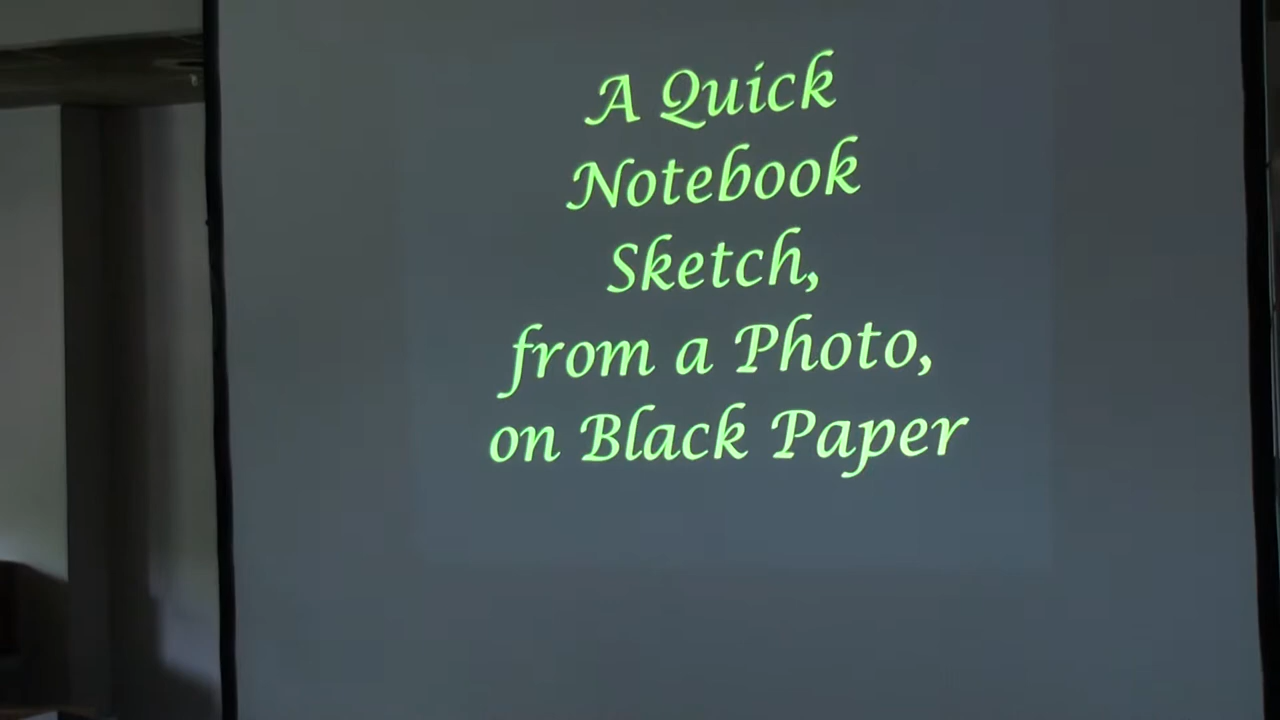 A Quick
Notebook
Sketch,
from a Photo,
on Black Paper